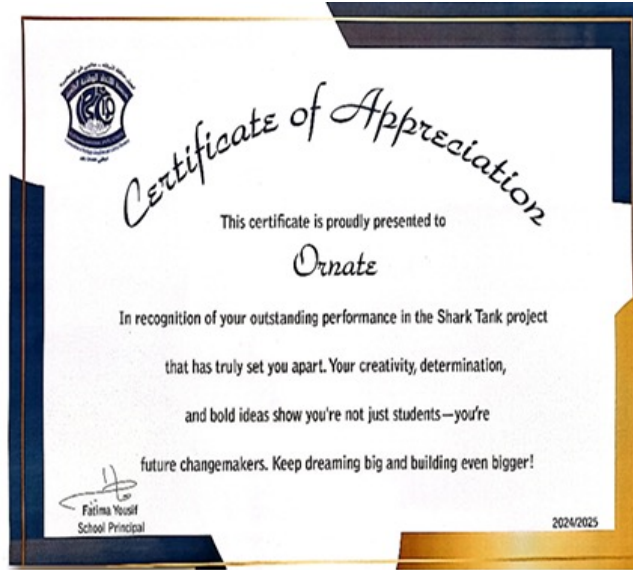 Certificate of Appreciation
This certificate is proudly presented to
Ornate
In recognition of your outstanding performance in the Shark Tank project
that has truly set you apart. Your creativity, determination,
and bold ideas show you're not just students—you're
future changemakers. Keep dreaming big and building even bigger!
Fatima Yousif
School Principal
2024/2025